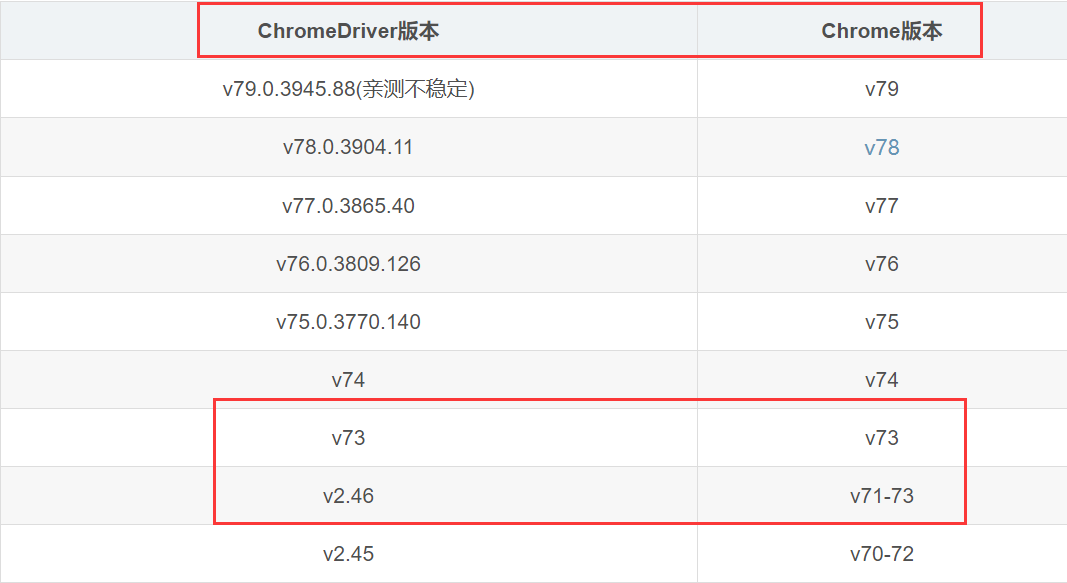 ChromeDriver版本 Chrome版本
v79.0.3945.88(亲测不稳定) v79
v78.0.3904.11 v78
v77.0.3865.40 v77
v76.0.3809.126 v76
v75.0.3770.140 v75
v74 v74
v73 v73
v2.46 v71-73
v2.45 v70-72